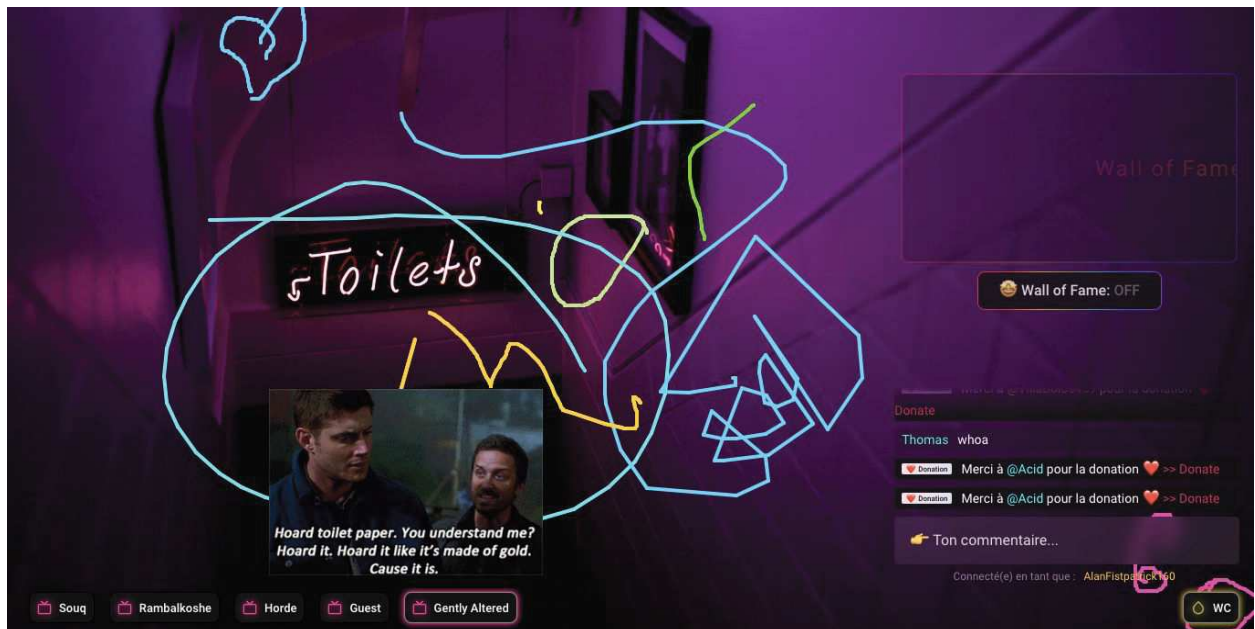 Wall of Fame
Toilets
🤩 Wall of Fame: OFF
Donate
Thomas whoa
❤️ Donation Merci à @Acid pour la donation ❤️ >> Donate
❤️ Donation Merci à @Acid pour la donation ❤️ >> Donate
Hoard toilet paper. You understand me?
Hoard it. Hoard it like it's made of gold.
Cause it is.
👉 Ton commentaire...
Connecté(e) en tant que : AlanFistpatrick160
Souq
Rambalkoshe
Horde
Guest
Gently Altered
WC